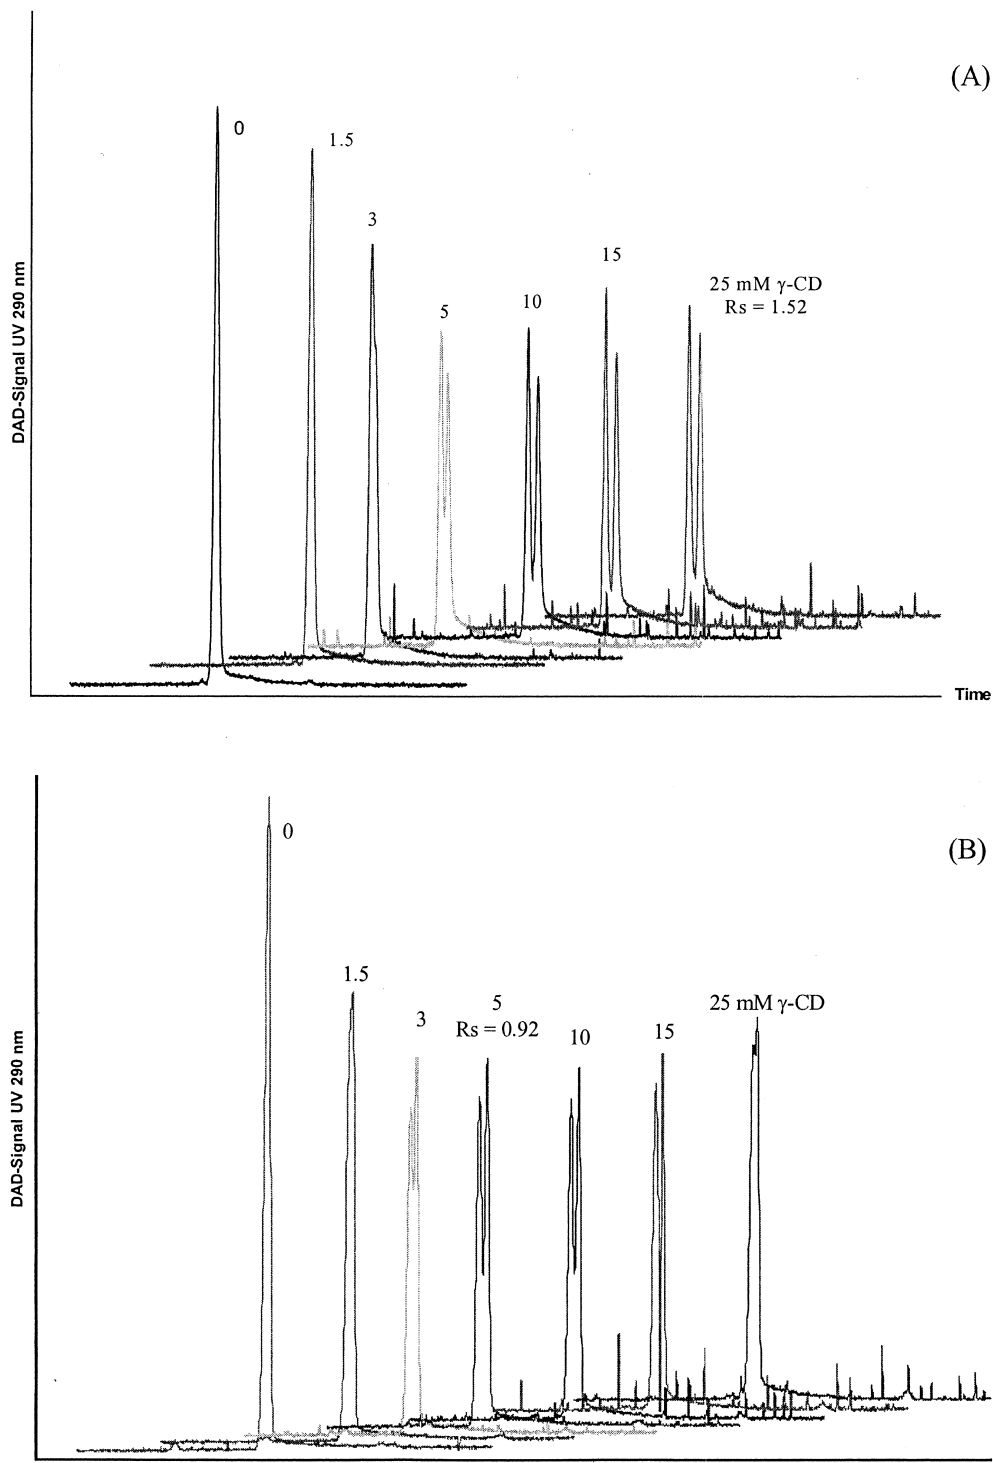 (A)
0
1.5
3
5
10
15
25 mM γ-CD
Rs = 1.52
DAD-Signal UV 290 nm
Time
(B)
0
1.5
3
5
Rs = 0.92
10
15
25 mM γ-CD
DAD-Signal UV 290 nm